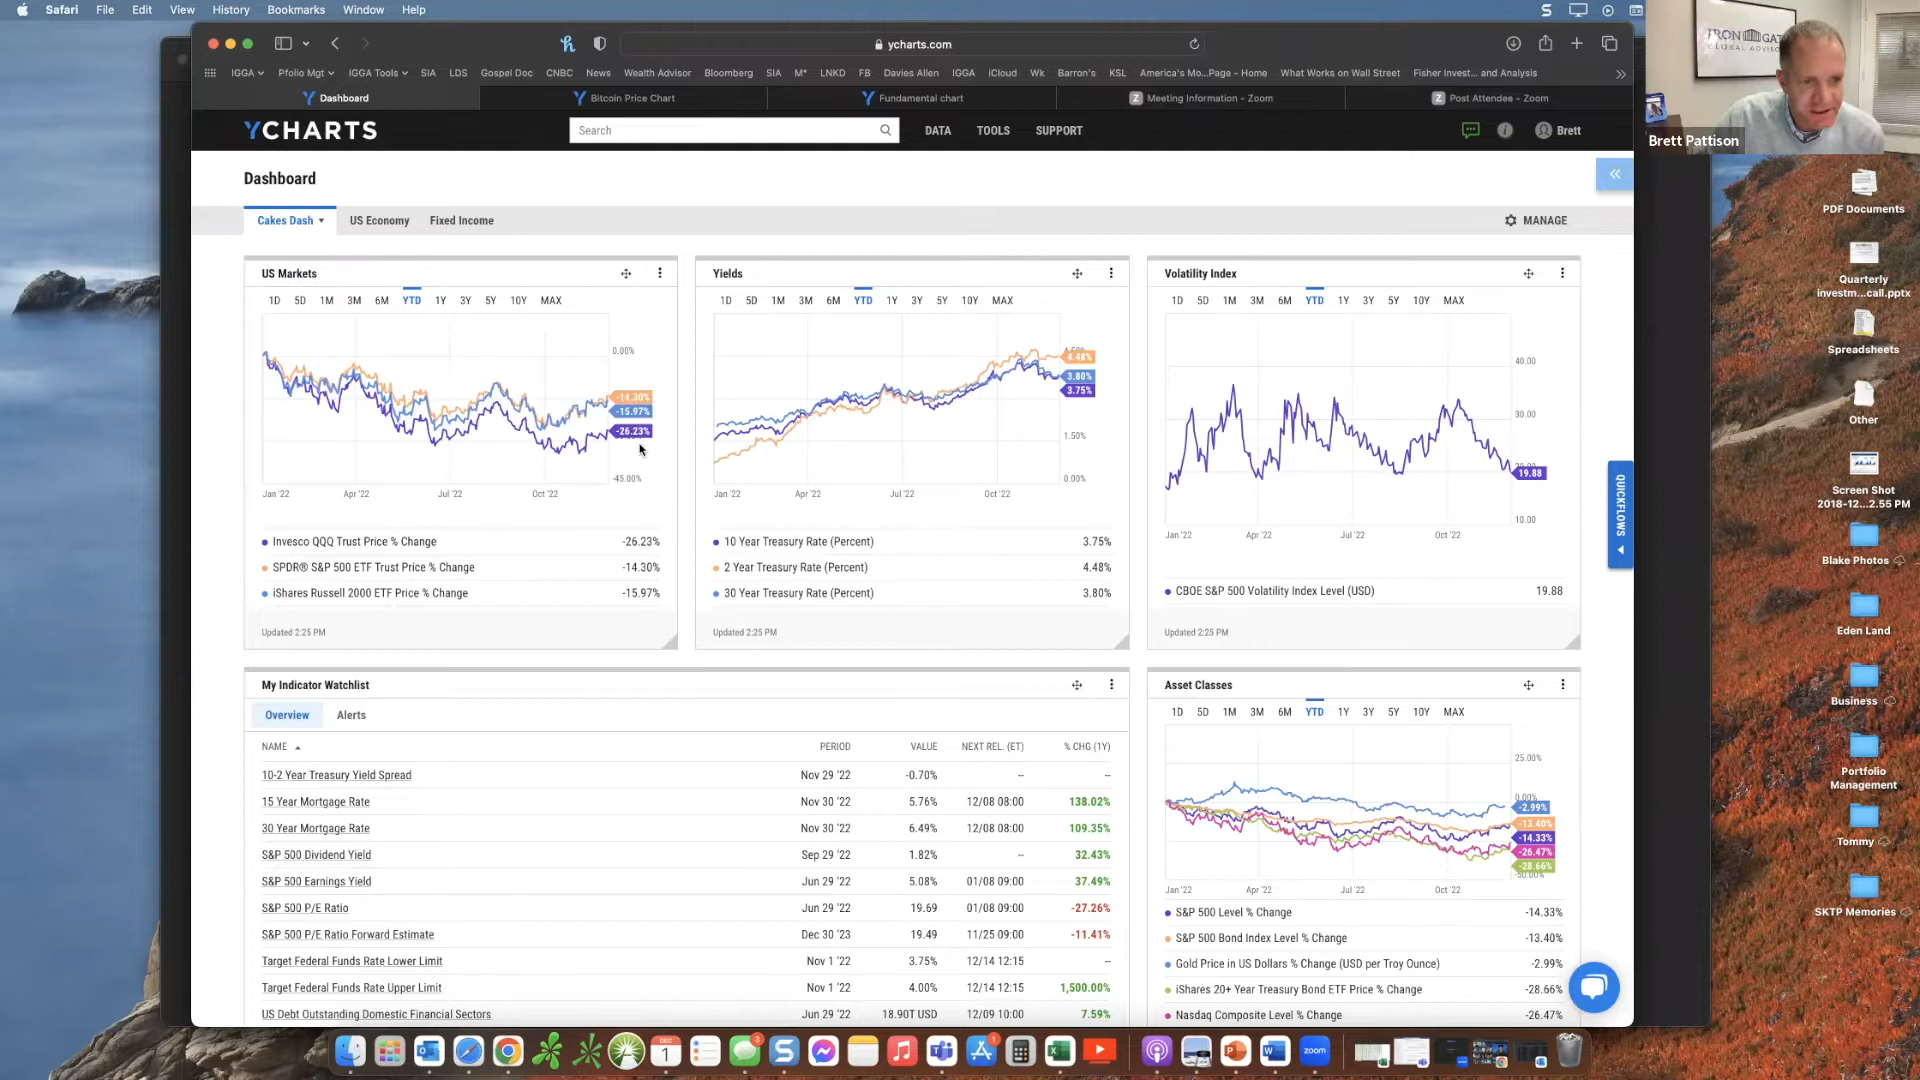 Safari File Edit View History Bookmarks Window Help
ycharts.com
IGGA Pfolio Mgt IGGA Tools SIA LDS Gospel Doc CNBC News Wealth Advisor Bloomberg SIA M* LNKD FB Davies Allen IGGA iCloud Wk Barron's KSL America's Mo...Page - Home What Works on Wall Street Fisher Invest... and Analysis
Dashboard Bitcoin Price Chart Fundamental chart Meeting Information - Zoom Post Attendee - Zoom
YCHARTS Search DATA TOOLS SUPPORT Brett
IRON GATE
GLOBAL ADVISORS
Brett Pattison
Dashboard
Cakes Dash US Economy Fixed Income MANAGE
US Markets
1D 5D 1M 3M 6M YTD 1Y 3Y 5Y 10Y MAX
0.00%
-14.30%
-15.97%
-26.23%
-45.00%
Jan '22 Apr '22 Jul '22 Oct '22
Invesco QQQ Trust Price % Change -26.23%
SPDR® S&P 500 ETF Trust Price % Change -14.30%
iShares Russell 2000 ETF Price % Change -15.97%
Updated 2:25 PM
Yields
1D 5D 1M 3M 6M YTD 1Y 3Y 5Y 10Y MAX
4.48%
3.80%
3.75%
1.50%
0.00%
Jan '22 Apr '22 Jul '22 Oct '22
10 Year Treasury Rate (Percent) 3.75%
2 Year Treasury Rate (Percent) 4.48%
30 Year Treasury Rate (Percent) 3.80%
Updated 2:25 PM
Volatility Index
1D 5D 1M 3M 6M YTD 1Y 3Y 5Y 10Y MAX
40.00
30.00
19.88
10.00
Jan '22 Apr '22 Jul '22 Oct '22
CBOE S&P 500 Volatility Index Level (USD) 19.88
Updated 2:25 PM
QUICKFLOWS
My Indicator Watchlist
Overview Alerts
NAME PERIOD VALUE NEXT REL. (ET) % CHG (1Y)
10-2 Year Treasury Yield Spread Nov 29 '22 -0.70% -- --
15 Year Mortgage Rate Nov 30 '22 5.76% 12/08 08:00 138.02%
30 Year Mortgage Rate Nov 30 '22 6.49% 12/08 08:00 109.35%
S&P 500 Dividend Yield Sep 29 '22 1.82% -- 32.43%
S&P 500 Earnings Yield Jun 29 '22 5.08% 01/08 09:00 37.49%
S&P 500 P/E Ratio Jun 29 '22 19.69 01/08 09:00 -27.26%
S&P 500 P/E Ratio Forward Estimate Dec 30 '23 19.49 11/25 09:00 -11.41%
Target Federal Funds Rate Lower Limit Nov 1 '22 3.75% 12/14 12:15 --
Target Federal Funds Rate Upper Limit Nov 1 '22 4.00% 12/14 12:15 1,500.00%
US Debt Outstanding Domestic Financial Sectors Jun 29 '22 18.90T USD 12/09 10:00 7.59%
Asset Classes
1D 5D 1M 3M 6M YTD 1Y 3Y 5Y 10Y MAX
25.00%
0.00%
-2.99%
-13.40%
-14.33%
-26.47%
-28.66%
-50.00%
Jan '22 Apr '22 Jul '22 Oct '22
S&P 500 Level % Change -14.33%
S&P 500 Bond Index Level % Change -13.40%
Gold Price in US Dollars % Change (USD per Troy Ounce) -2.99%
iShares 20+ Year Treasury Bond ETF Price % Change -28.66%
Nasdaq Composite Level % Change -26.47%
PDF Documents
Quarterly
investm...call.pptx
Spreadsheets
Other
Screen Shot
2018-12...2.55 PM
Blake Photos
Eden Land
Business
Portfolio
Management
Tommy
SKTP Memories
DEC
1
3
1
zoom